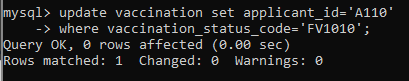 mysql> update vaccination set applicant_id='A110'
    -> where vaccination_status_code='FV1010';
Query OK, 0 rows affected (0.00 sec)
Rows matched: 1  Changed: 0  Warnings: 0